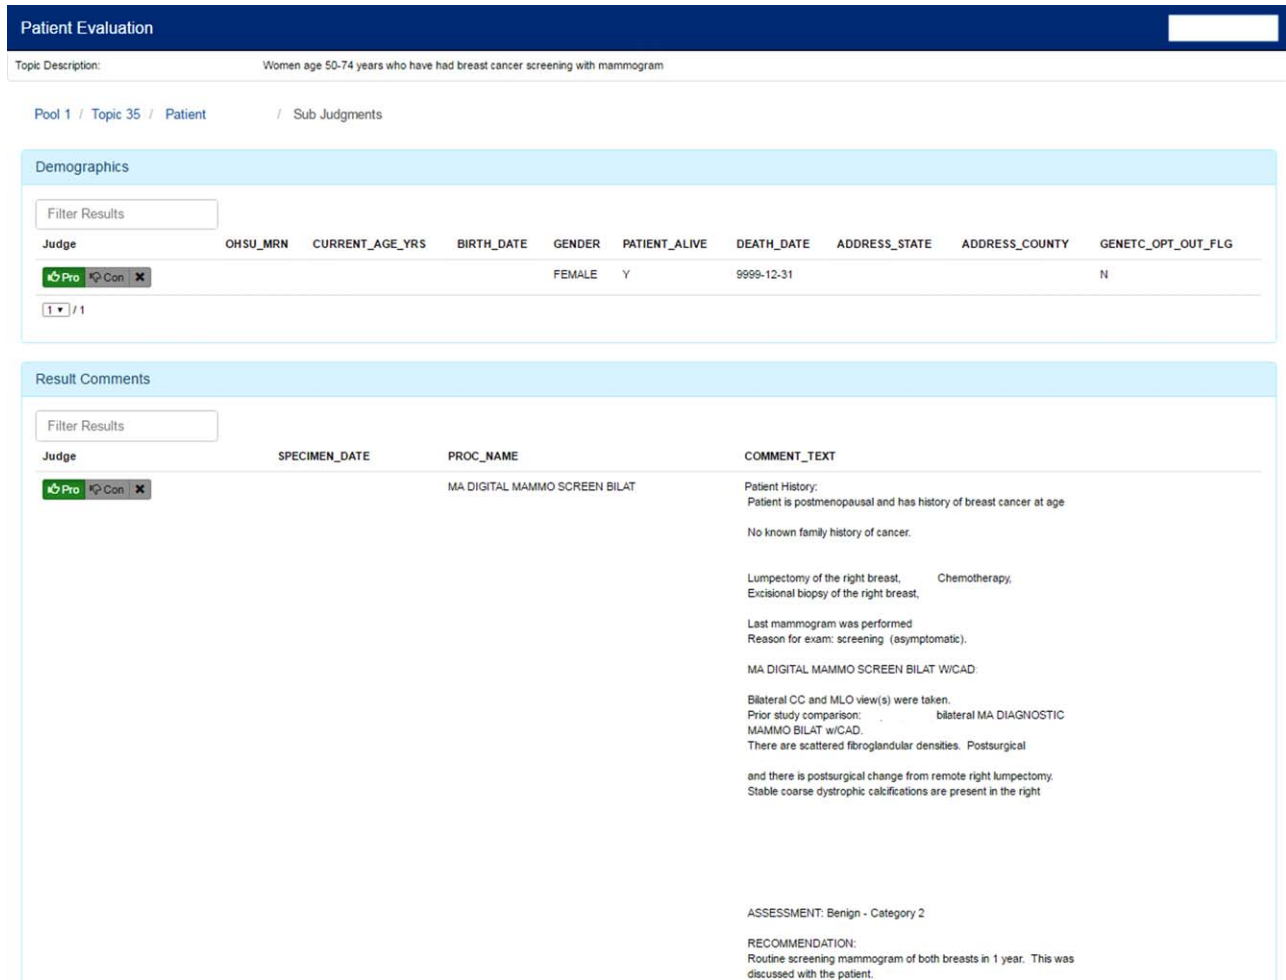 Patient Evaluation
Topic Description: Women age 50-74 years who have had breast cancer screening with mammogram
Pool 1 / Topic 35 / Patient / Sub Judgments
Demographics
Filter Results
Judge OHSU_MRN CURRENT_AGE_YRS BIRTH_DATE GENDER PATIENT_ALIVE DEATH_DATE ADDRESS_STATE ADDRESS_COUNTY GENETC_OPT_OUT_FLG
Pro Con FEMALE Y 9999-12-31 N
1 / 1
Result Comments
Filter Results
Judge SPECIMEN_DATE PROC_NAME COMMENT_TEXT
Pro Con MA DIGITAL MAMMO SCREEN BILAT Patient History:
Patient is postmenopausal and has history of breast cancer at age
No known family history of cancer.
Lumpectomy of the right breast, Chemotherapy,
Excisional biopsy of the right breast,
Last mammogram was performed
Reason for exam: screening (asymptomatic).
MA DIGITAL MAMMO SCREEN BILAT W/CAD:
Bilateral CC and MLO view(s) were taken.
Prior study comparison: bilateral MA DIAGNOSTIC
MAMMO BILAT w/CAD.
There are scattered fibroglandular densities. Postsurgical
and there is postsurgical change from remote right lumpectomy.
Stable coarse dystrophic calcifications are present in the right
ASSESSMENT: Benign - Category 2
RECOMMENDATION:
Routine screening mammogram of both breasts in 1 year. This was
discussed with the patient.